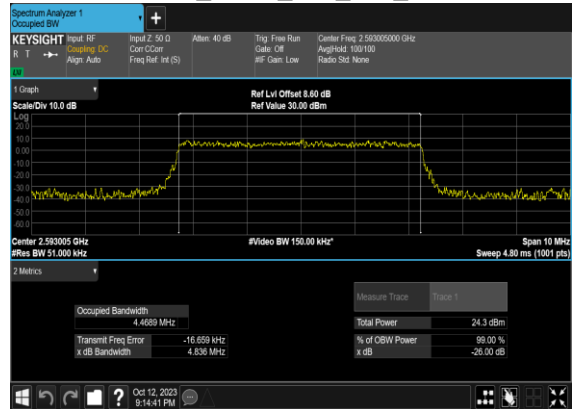 Spectrum Analyzer 1
Occupied BW
+
KEYSIGHT Input: RF Input Z: 50 Ω Atten: 40 dB Trig: Free Run Center Freq: 2.593005000 GHz
R T Coupling: DC Corr CCorr Gate: Off Avg|Hold: 100/100
Align: Auto Freq Ref: Int (S) #IF Gain: Low Radio Std: None
1 Graph
Ref Lvl Offset 8.60 dB
Scale/Div 10.0 dB Ref Value 30.00 dBm
Log
20.0
10.0
0.00
-10.0
-20.0
-30.0
-40.0
-50.0
-60.0
Center 2.593005 GHz #Video BW 150.00 kHz* Span 10 MHz
#Res BW 51.000 kHz Sweep 4.80 ms (1001 pts)
2 Metrics
Measure Trace Trace 1
Occupied Bandwidth
4.4689 MHz Total Power 24.3 dBm
Transmit Freq Error -16.659 kHz % of OBW Power 99.00 %
x dB Bandwidth 4.836 MHz x dB -26.00 dB
? Oct 12, 2023
9:14:41 PM